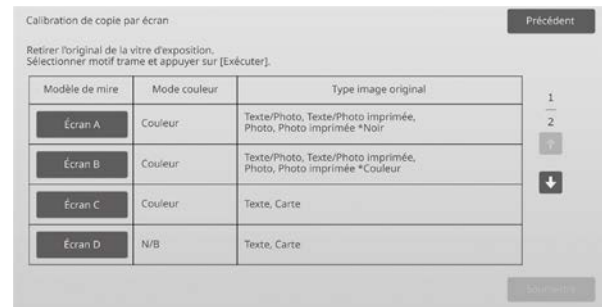 Calibration de copie par écran
Précédent
Retirer l'original de la vitre d'exposition.
Sélectionner motif trame et appuyer sur [Exécuter].
Modèle de mire
Mode couleur
Type image original
Écran A
Couleur
Texte/Photo, Texte/Photo imprimée,
Photo, Photo imprimée *Noir
Écran B
Couleur
Texte/Photo, Texte/Photo imprimée,
Photo, Photo imprimée *Couleur
Écran C
Couleur
Texte, Carte
Écran D
N/B
Texte, Carte
1
2